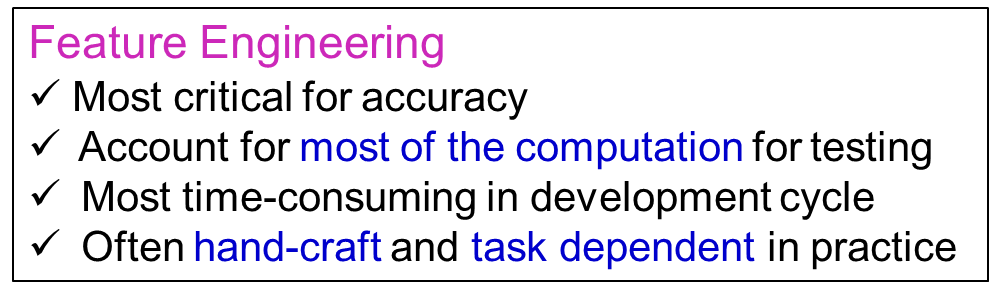 Feature Engineering
✓ Most critical for accuracy
✓ Account for most of the computation for testing
✓ Most time-consuming in development cycle
✓ Often hand-craft and task dependent in practice